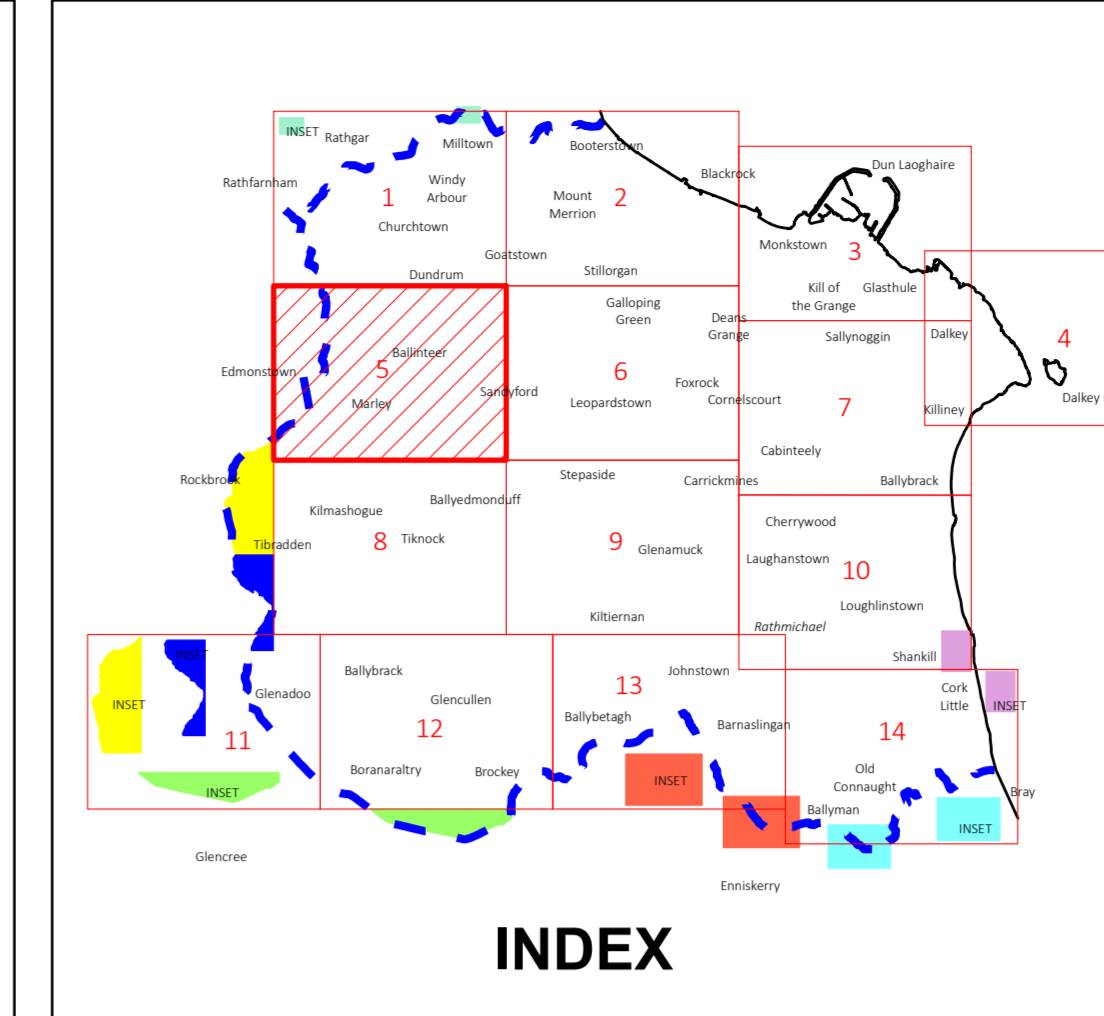 INSET
Rathgar
Milltown
Booterstown
Rathfarnham
Windy
Arbour
1
Churchtown
Mount
Merrion
2
Blackrock
Dun Laoghaire
Goatstown
Dundrum
Stillorgan
Monkstown
3
Kill of
the Grange
Glasthule
Galloping
Green
Deans
Grange
Sallynoggin
Dalkey
4
Dalkey
Edmonstown
Ballinteer
5
Marley
Sandyford
6
Leopardstown
Foxrock
Cornelscourt
7
Killiney
Cabinteely
Ballybrack
Rockbrook
Tibradden
Kilmashogue
Ballyedmonduff
8
Tiknock
Stepaside
Carrickmines
9
Glenamuck
Kiltiernan
Cherrywood
Laughanstown
10
Loughlinstown
Rathmichael
Shankill
INSET
INSET
Glenadoo
11
INSET
Ballybrack
Glencullen
12
Boranaraltry
Brockey
13
Johnstown
Ballybetagh
Barnaslingan
INSET
Cork
Little
INSET
14
Old
Connaught
Ballyman
Bray
INSET
Glencree
Enniskerry
INDEX